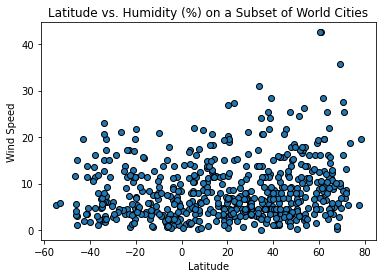 Latitude vs. Humidity (%) on a Subset of World Cities
40
30
20
10
0
Wind Speed
−60 −40 −20 0 20 40 60 80
Latitude